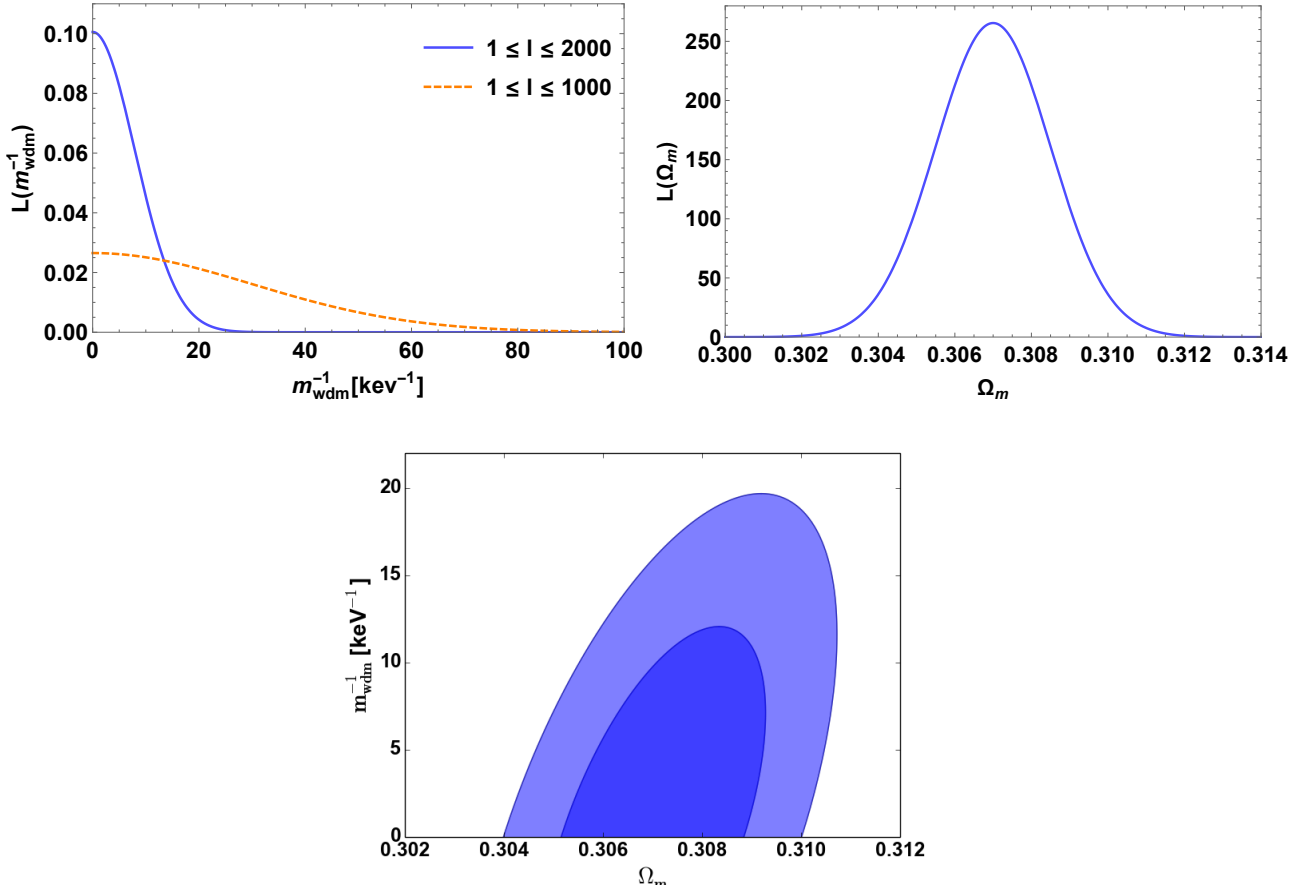 0.10
0.08
0.06
0.04
0.02
0.00
L(m⁻¹wdm)
0 20 40 60 80 100
m⁻¹wdm[kev⁻¹]
1 ≤ l ≤ 2000
1 ≤ l ≤ 1000
250
200
150
100
50
0
L(Ωm)
0.300 0.302 0.304 0.306 0.308 0.310 0.312 0.314
Ωm
20
15
10
5
0
m⁻¹wdm [keV⁻¹]
0.302 0.304 0.306 0.308 0.310 0.312
Ωm